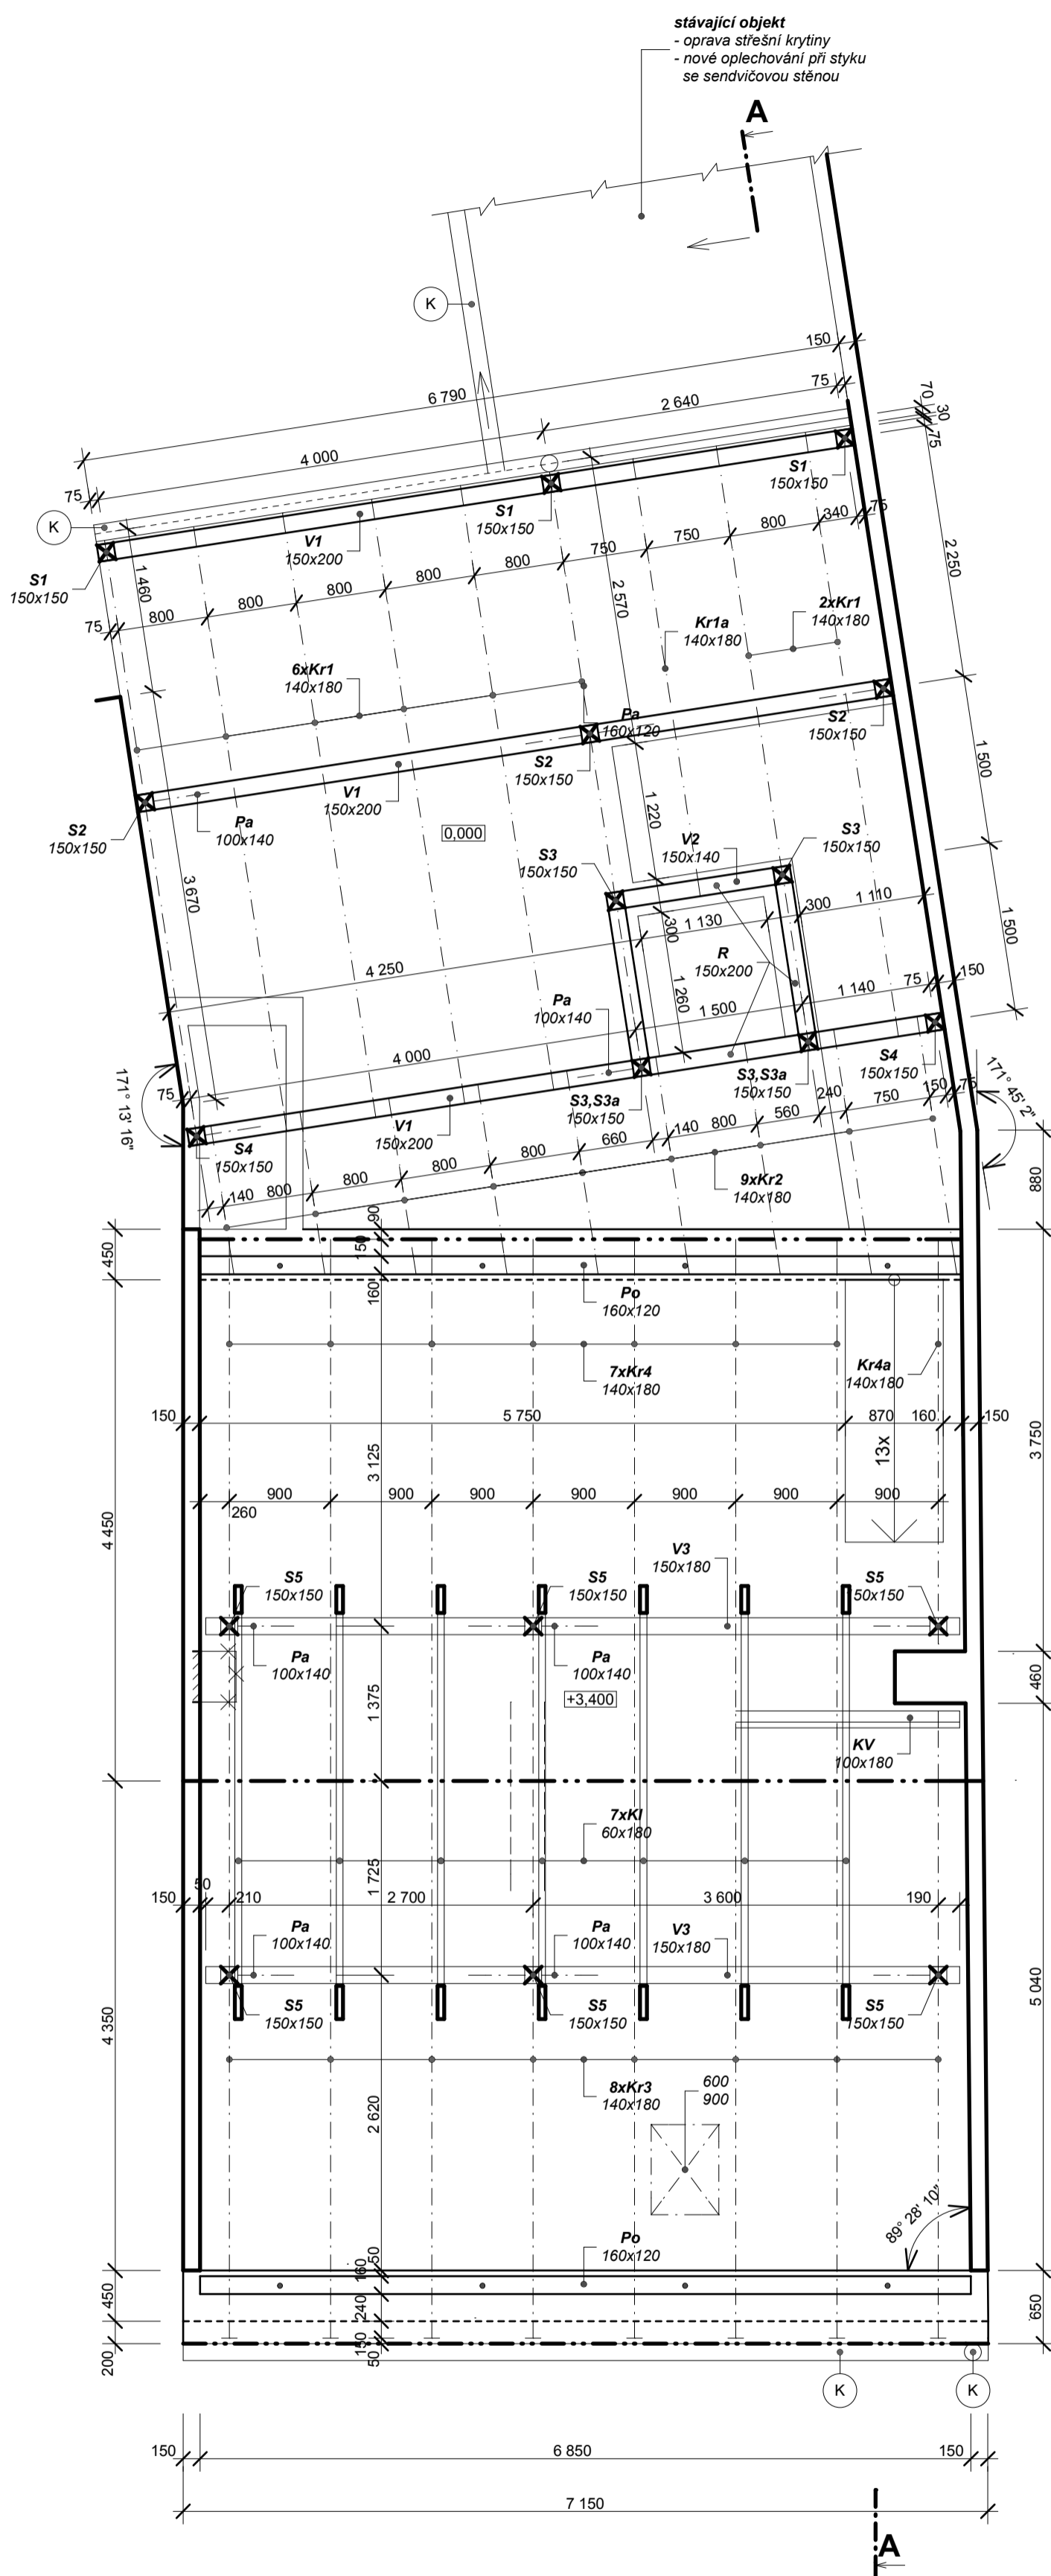 stávající objekt
- oprava střešní krytiny
- nové oplechování při styku
se sendvičovou stěnou
A
K
150
6 790
75
2 640
70
30
75
4 000
75
K
S1
150x150
S1
150x150
S1
150x150
V1
150x200
340
75
800
750
750
800
800
800
800
800
75
1 460
2 570
2 250
Kr1a
140x180
2xKr1
140x180
6xKr1
140x180
Pa
160x120
S2
150x150
S2
150x150
S2
150x150
V1
150x200
Pa
100x140
0,000
1 500
1 220
V2
150x140
S3
150x150
S3
150x150
3 670
1 110
300
1 130
300
4 250
R
150x200
1 500
1 260
1 500
1 140
75
150
Pa
100x140
4 000
S4
150x150
171° 13' 16"
171° 45' 2"
75
S3,S3a
150x150
S3,S3a
150x150
V1
150x200
S4
150x150
240
750
150
75
560
800
140
660
800
800
800
800
140
9xKr2
140x180
880
90
150
160
450
Po
160x120
7xKr4
140x180
Kr4a
140x180
150
5 750
870
160
150
13x
3 125
3 750
900
900
900
900
900
900
900
260
4 450
V3
150x180
S5
150x150
S5
150x150
S5
150x150
Pa
100x140
Pa
100x140
1 375
+3,400
460
KV
100x180
7xKl
60x180
1 725
50
150
210
2 700
3 600
190
Pa
100x140
Pa
100x140
V3
150x180
S5
150x150
S5
150x150
S5
150x150
4 350
5 040
8xKr3
140x180
600
900
2 620
89° 28' 10"
Po
160x120
50
160
240
450
150
50
200
650
K
K
150
6 850
150
7 150
A